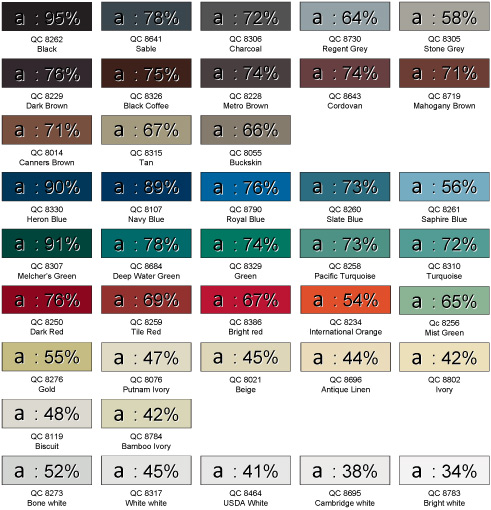 a : 95% a : 78% a : 72% a : 64% a : 58%
QC 8262 QC 8641 QC 8306 QC 8730 QC 8305
Black Sable Charcoal Regent Grey Stone Grey
a : 76% a : 75% a : 74% a : 74% a : 71%
QC 8229 QC 8326 QC 8228 QC 8643 QC 8719
Dark Brown Black Coffee Metro Brown Cordovan Mahogany Brown
a : 71% a : 67% a : 66%
QC 8014 QC 8315 QC 8055
Canners Brown Tan Buckskin
a : 90% a : 89% a : 76% a : 73% a : 56%
QC 8330 QC 8107 QC 8790 QC 8260 QC 8261
Heron Blue Navy Blue Royal Blue Slate Blue Saphire Blue
a : 91% a : 78% a : 74% a : 73% a : 72%
QC 8307 QC 8684 QC 8329 QC 8258 QC 8310
Melcher's Green Deep Water Green Green Pacific Turquoise Turquoise
a : 76% a : 69% a : 67% a : 54% a : 65%
QC 8250 QC 8259 QC 8386 QC 8234 Qc 8256
Dark Red Tile Red Bright red International Orange Mist Green
a : 55% a : 47% a : 45% a : 44% a : 42%
QC 8276 QC 8076 QC 8021 QC 8696 QC 8802
Gold Putnam Ivory Beige Antique Linen Ivory
a : 48% a : 42%
QC 8119 QC 8784
Biscuit Bamboo Ivory
a : 52% a : 45% a : 41% a : 38% a : 34%
QC 8273 QC 8317 QC 8464 QC 8695 QC 8783
Bone white White white USDA White Cambridge white Bright white